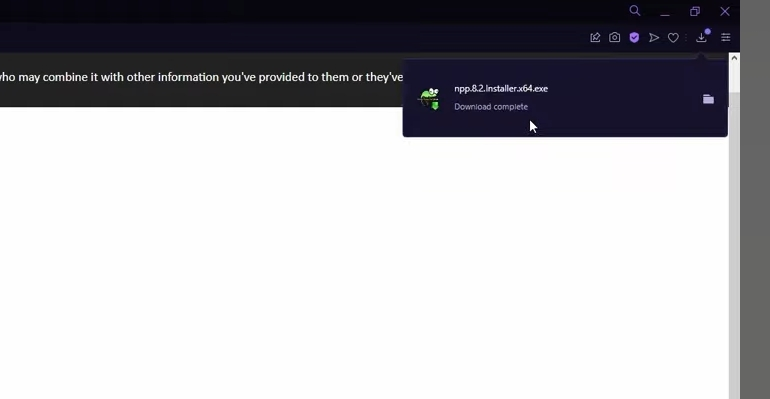 who may combine it with other information you've provided to them or they've
npp.8.2.Installer.x64.exe
Download complete